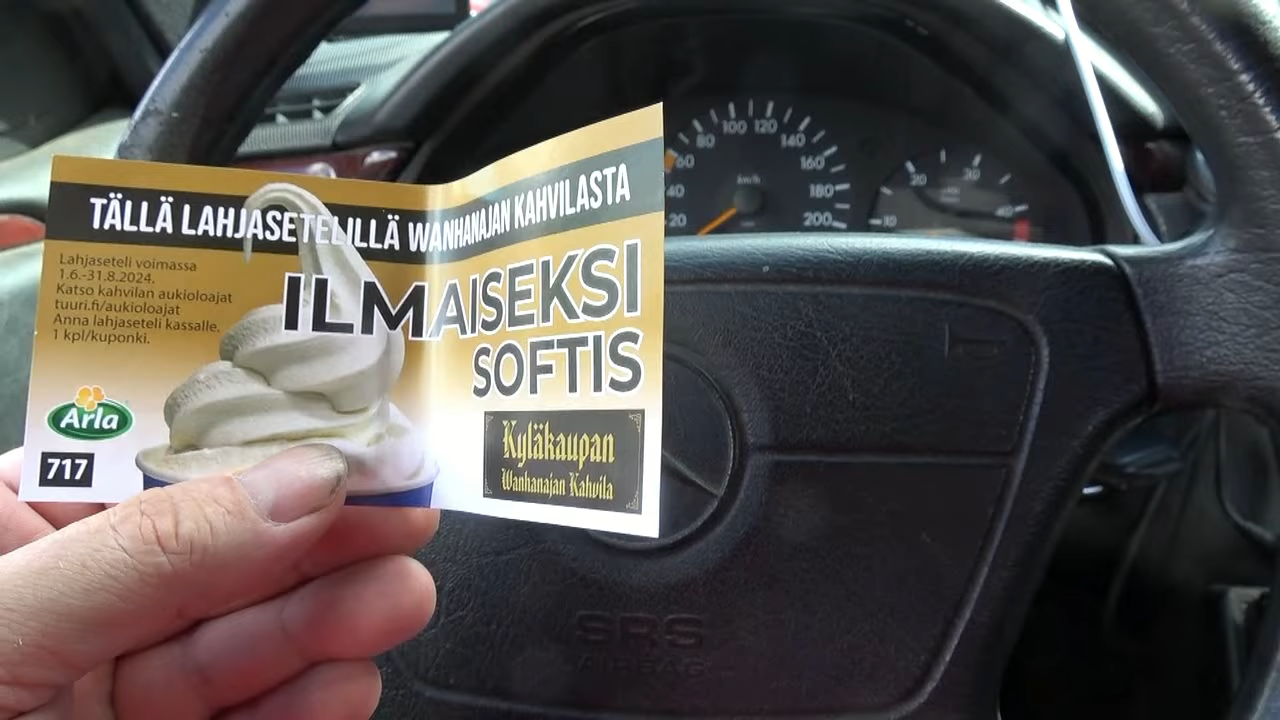 TÄLLÄ LAHJASETELILLÄ WANHANAJAN KAHVILASTA
Lahjaseteli voimassa
1.6.-31.8.2024.
Katso kahvilan aukioloajat
tuuri.fi/aukioloajat
Anna lahjaseteli kassalle.
1 kpl/kuponki.
ILMAISEKSI
SOFTIS
Arla
717
Kyläkaupan
Wanhanajan Kahvila
20
40
60
80
100
120
140
160
180
200
km/h
10
20
30
40
SRS
AIRBAG